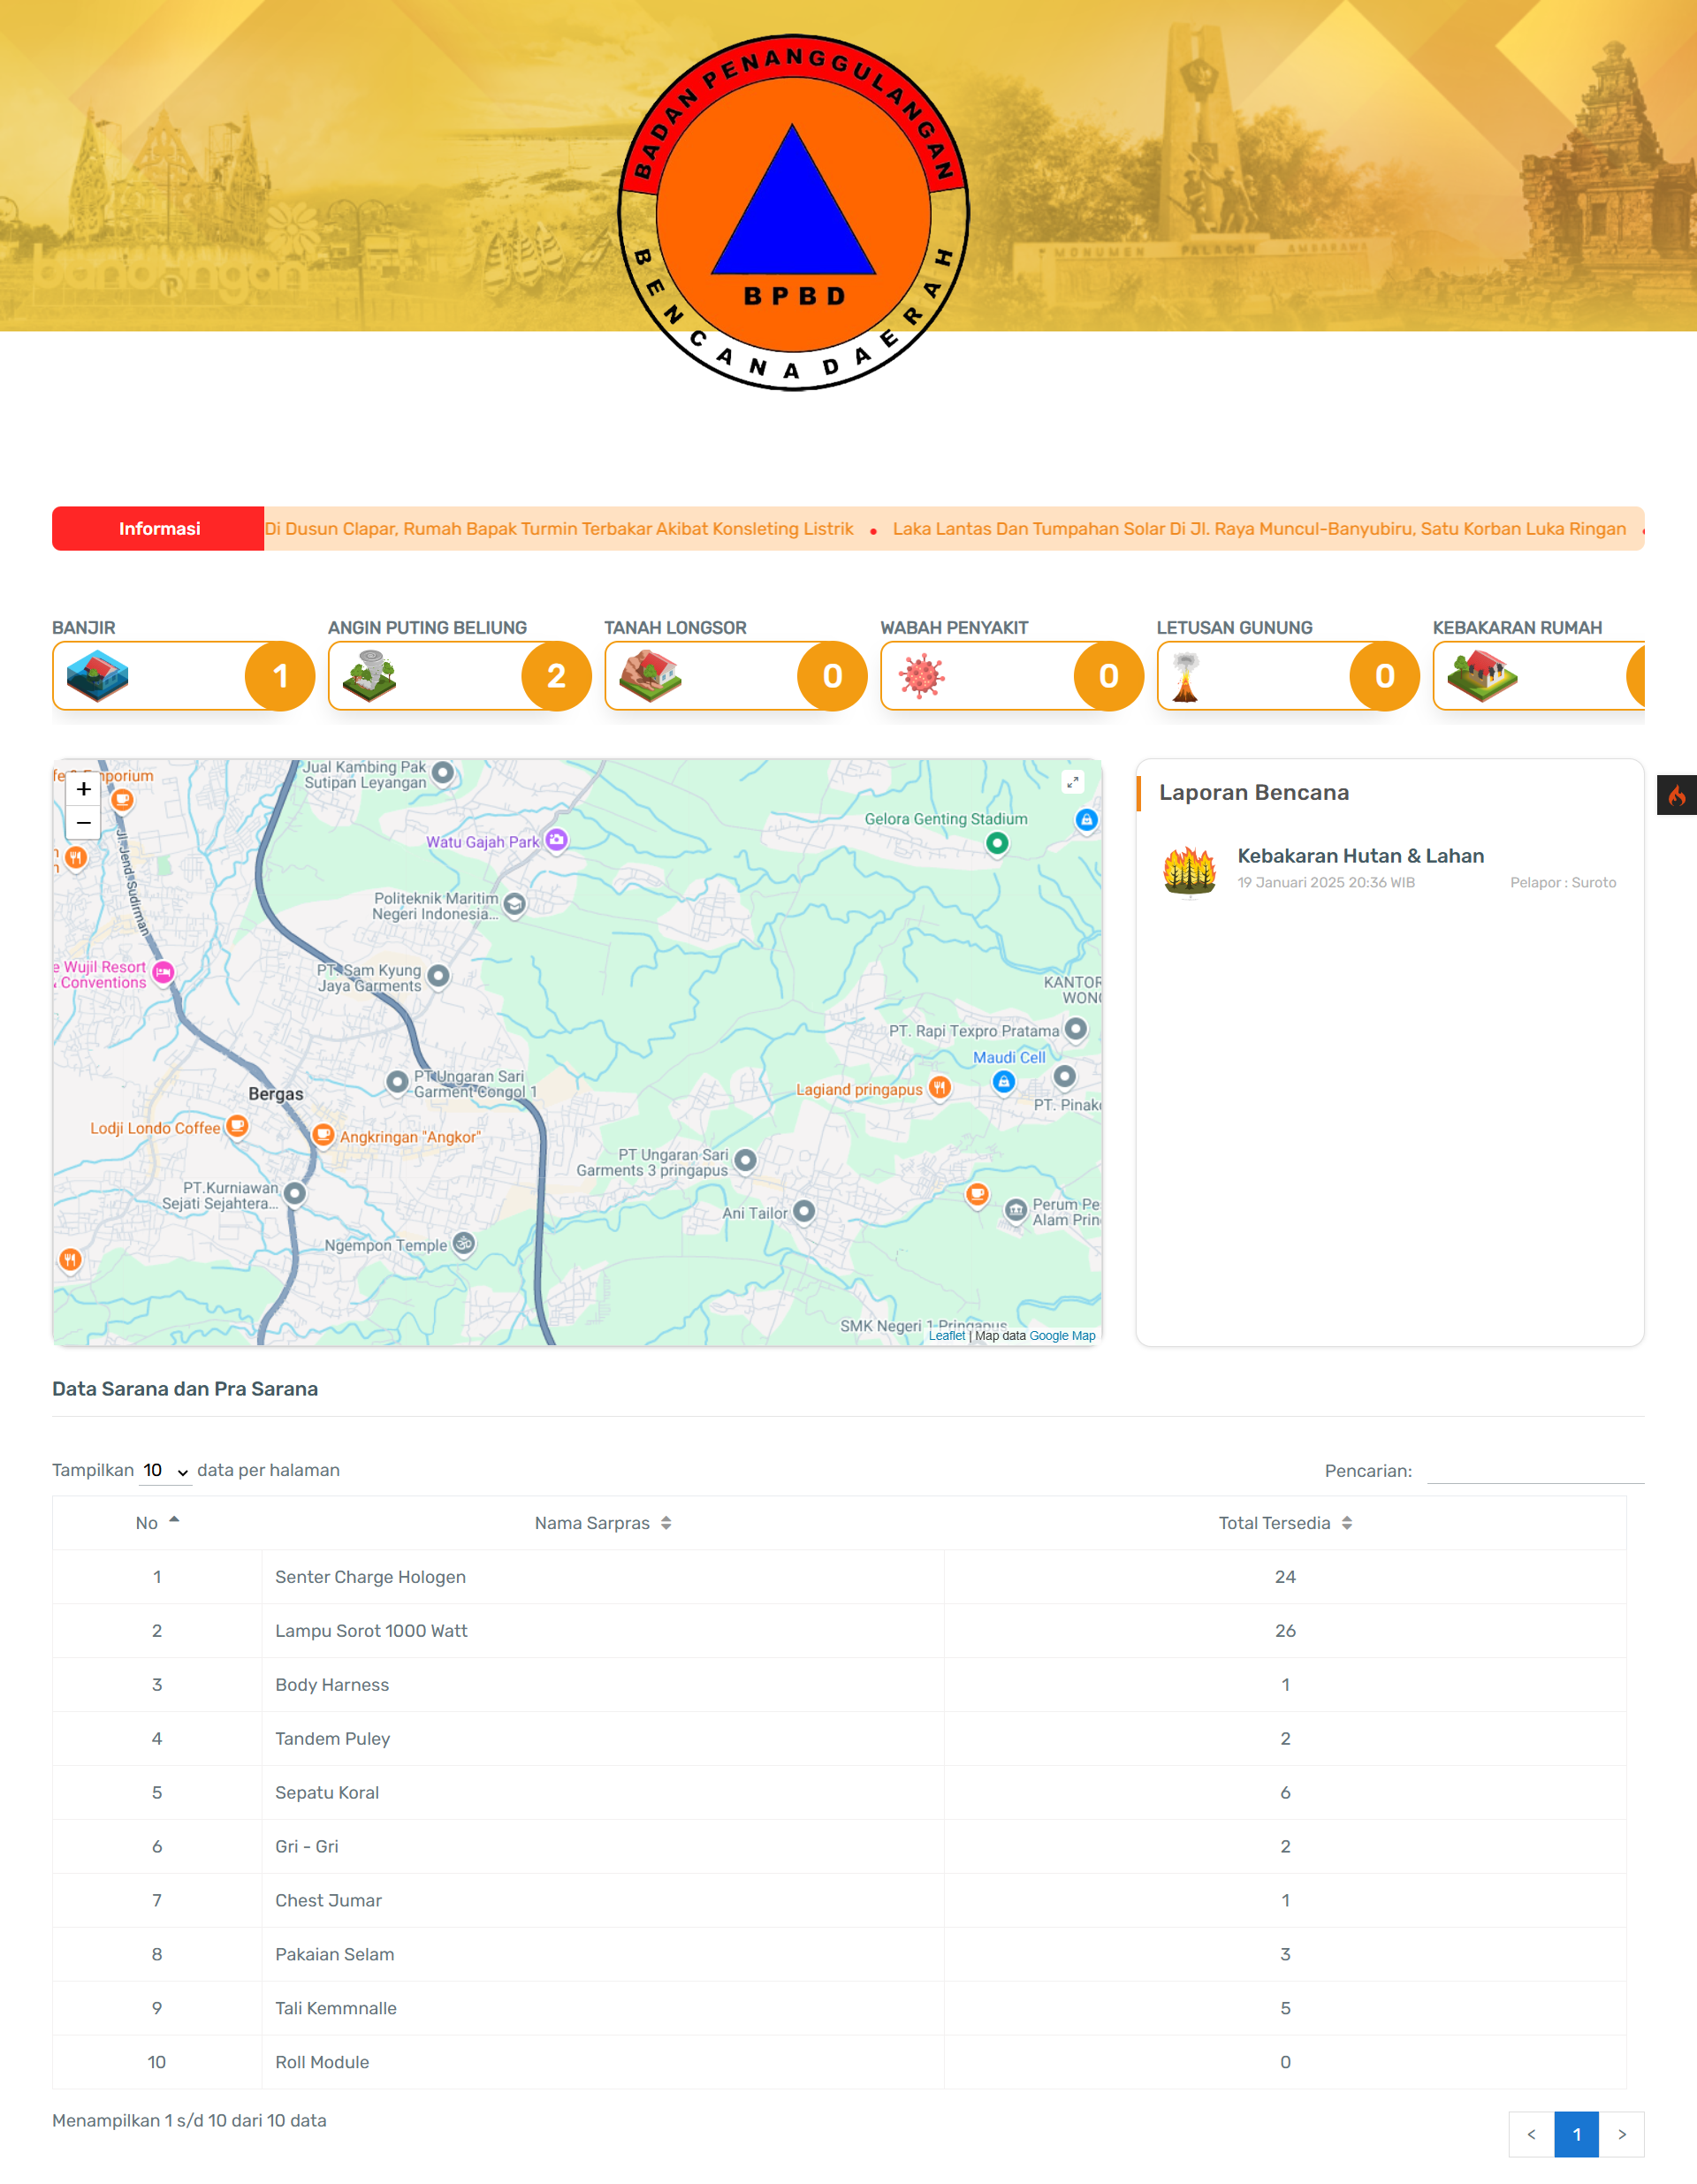 BADAN PENANGGULANGAN
BENCANA DAERAH
BPBD
bandungan
MONUMEN PALAGAN AMBARAWA
Informasi
Di Dusun Clapar, Rumah Bapak Turmin Terbakar Akibat Konsleting Listrik
Laka Lantas Dan Tumpahan Solar Di Jl. Raya Muncul-Banyubiru, Satu Korban Luka Ringan
BANJIR
1
ANGIN PUTING BELIUNG
2
TANAH LONGSOR
0
WABAH PENYAKIT
0
LETUSAN GUNUNG
0
KEBAKARAN RUMAH
+
−
Jual Kambing Pak
Sutipan Leyangan
Watu Gajah Park
Gelora Genting Stadium
Jl. Jend. Sudirman
Politeknik Maritim
Negeri Indonesia...
e Wujil Resort
Conventions
PT. Sam Kyung
Jaya Garments
KANTOR
WONG
PT. Rapi Texpro Pratama
Maudi Cell
PT Ungaran Sari
Garment Congol 1
Bergas
Lagiand pringapus
PT. Pinak
Lodji Londo Coffee
Angkringan "Angkor"
PT Ungaran Sari
Garments 3 pringapus
PT.Kurniawan
Sejati Sejahtera...
Ani Tailor
Perum Pe
Alam Prin
Ngempon Temple
SMK Negeri 1 Pringapus
Leaflet | Map data Google Map
Laporan Bencana
Kebakaran Hutan & Lahan
19 Januari 2025 20:36 WIB
Pelapor : Suroto
Data Sarana dan Pra Sarana
Tampilkan 10 data per halaman
Pencarian:
No Nama Sarpras Total Tersedia
1 Senter Charge Hologen 24
2 Lampu Sorot 1000 Watt 26
3 Body Harness 1
4 Tandem Puley 2
5 Sepatu Koral 6
6 Gri - Gri 2
7 Chest Jumar 1
8 Pakaian Selam 3
9 Tali Kemmnalle 5
10 Roll Module 0
Menampilkan 1 s/d 10 dari 10 data
< 1 >